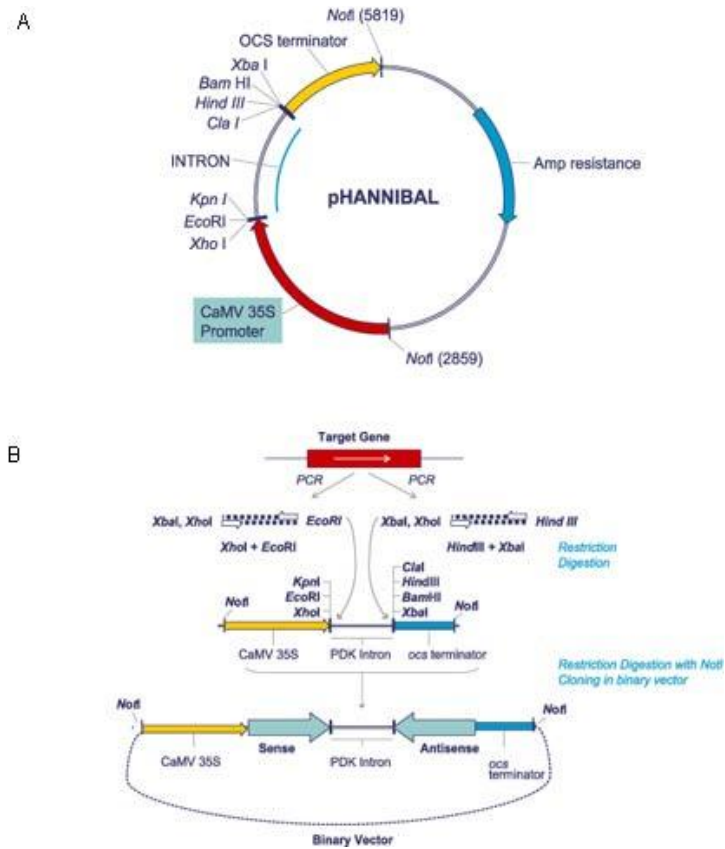 A
NotI (5819)
OCS terminator
Xba I
Bam HI
Hind III
Cla I
INTRON
Amp resistance
pHANNIBAL
Kpn I
EcoRI
Xho I
CaMV 35S
Promoter
NotI (2859)
B
Target Gene
PCR PCR
XbaI, XhoI EcoRI XbaI, XhoI Hind III
XhoI + EcoRI HindIII + XbaI
Restriction
Digestion
ClaI
KpnI HindIII
EcoRI BamHI
NotI XhoI XbaI NotI
CaMV 35S PDK Intron ocs terminator
Restriction Digestion with NotI
Cloning in binary vector
NotI NotI
Sense Antisense
CaMV 35S PDK Intron ocs
terminator
Binary Vector